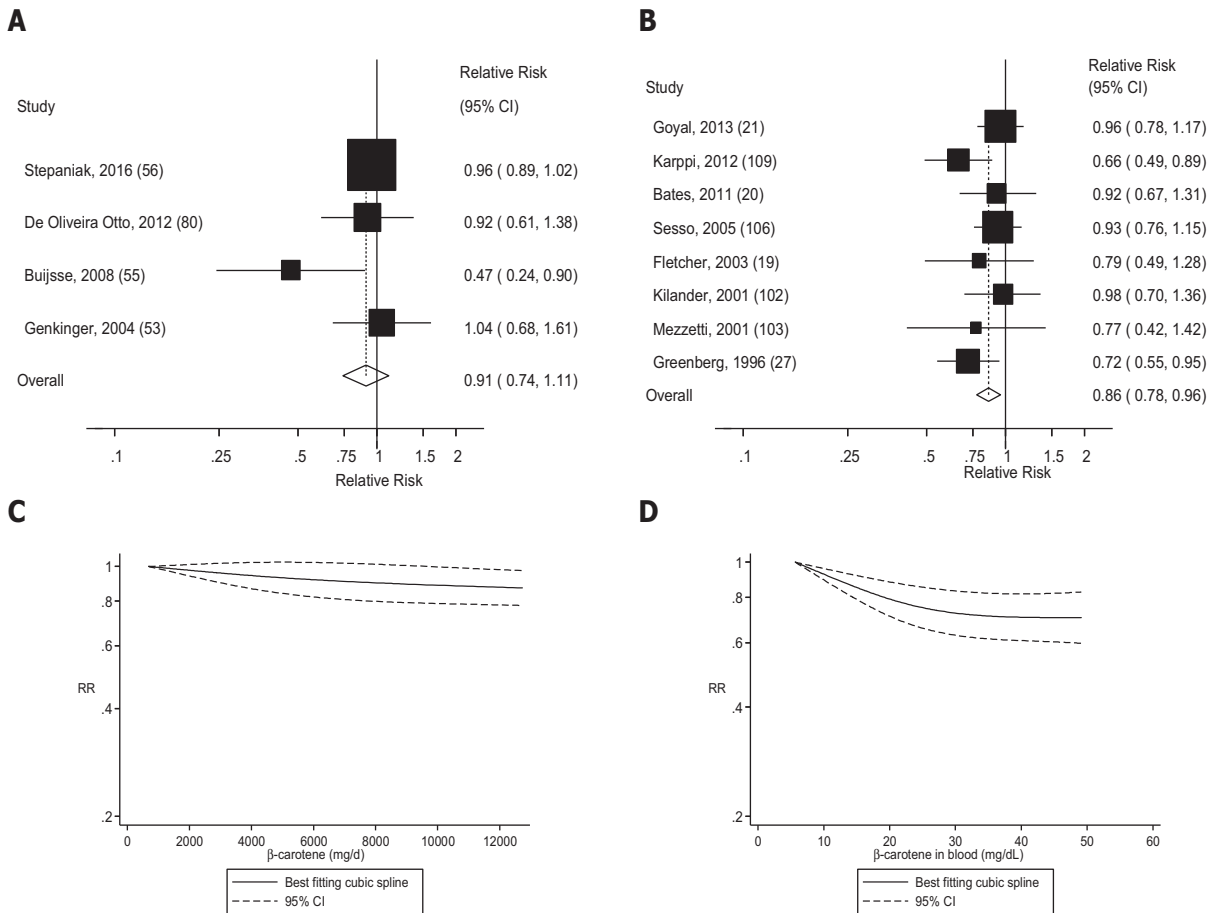 A
Relative Risk
Study
(95% CI)
Stepaniak, 2016 (56) 0.96 ( 0.89, 1.02)
De Oliveira Otto, 2012 (80) 0.92 ( 0.61, 1.38)
Buijsse, 2008 (55) 0.47 ( 0.24, 0.90)
Genkinger, 2004 (53) 1.04 ( 0.68, 1.61)
Overall 0.91 ( 0.74, 1.11)
.1 .25 .5 .75 1 1.5 2
Relative Risk
B
Relative Risk
Study
(95% CI)
Goyal, 2013 (21) 0.96 ( 0.78, 1.17)
Karppi, 2012 (109) 0.66 ( 0.49, 0.89)
Bates, 2011 (20) 0.92 ( 0.67, 1.31)
Sesso, 2005 (106) 0.93 ( 0.76, 1.15)
Fletcher, 2003 (19) 0.79 ( 0.49, 1.28)
Kilander, 2001 (102) 0.98 ( 0.70, 1.36)
Mezzetti, 2001 (103) 0.77 ( 0.42, 1.42)
Greenberg, 1996 (27) 0.72 ( 0.55, 0.95)
Overall 0.86 ( 0.78, 0.96)
.1 .25 .5 .75 1 1.5 2
Relative Risk
C
1
.8
.6
RR
.4
.2
0 2000 4000 6000 8000 10000 12000
β-carotene (mg/d)
Best fitting cubic spline
95% CI
D
1
.8
.6
RR
.4
.2
0 10 20 30 40 50 60
β-carotene in blood (mg/dL)
Best fitting cubic spline
95% CI